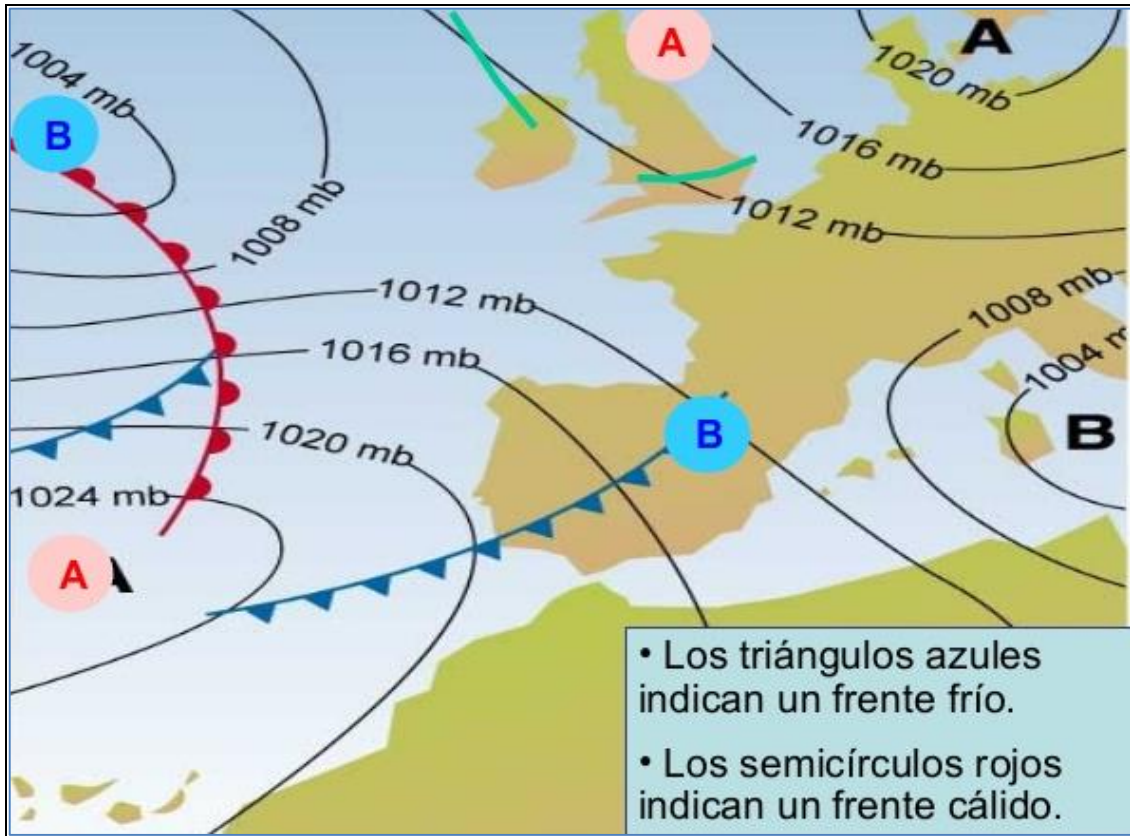 1004 mb
B
1008 mb
A
A
1020 mb
1016 mb
1012 mb
1012 mb
1016 mb
1020 mb
1024 mb
A
A
B
1008 mb
1004 m
B
• Los triángulos azules
indican un frente frío.
• Los semicírculos rojos
indican un frente cálido.